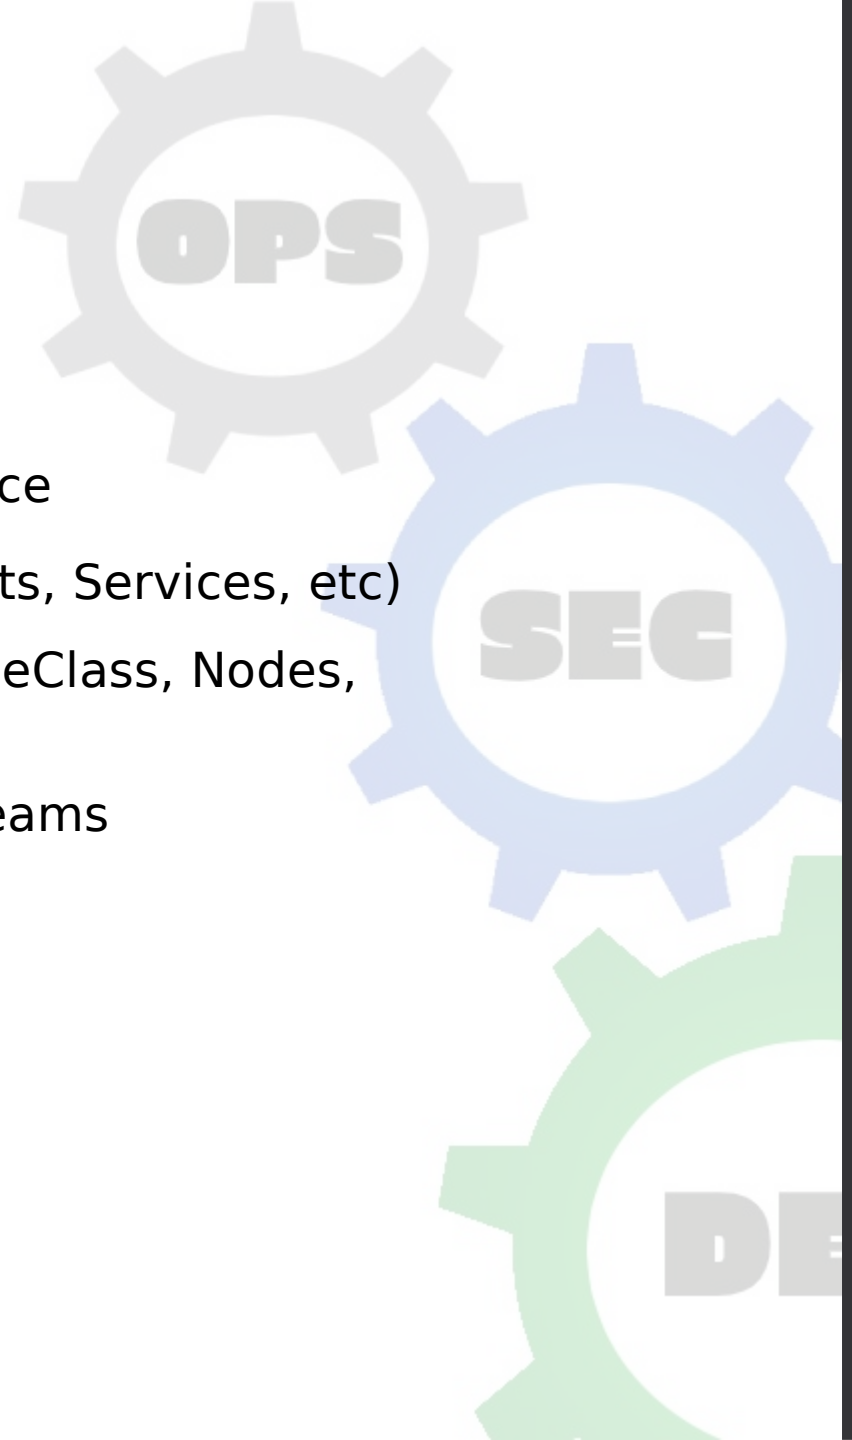 OPS
ce
ts, Services, etc)
eClass, Nodes,
SEC
eams
DE